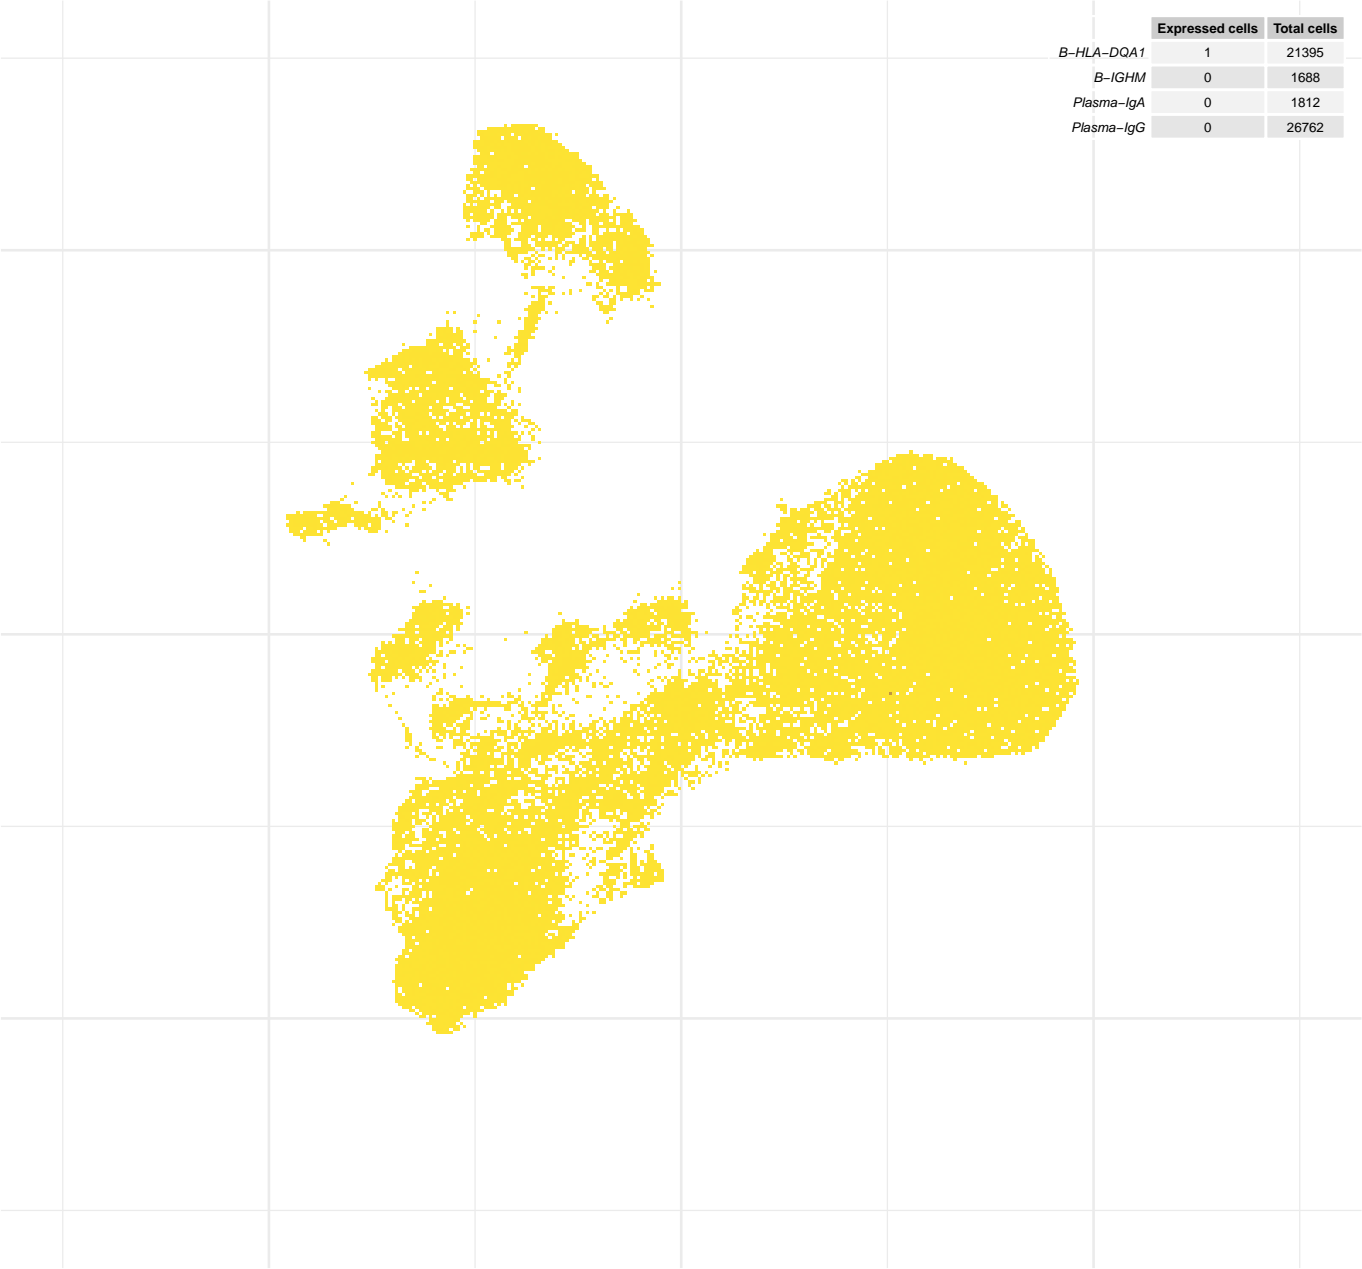 Expressed cells Total cells
B−HLA−DQA1 1 21395
B−IGHM 0 1688
Plasma−IgA 0 1812
Plasma−IgG 0 26762